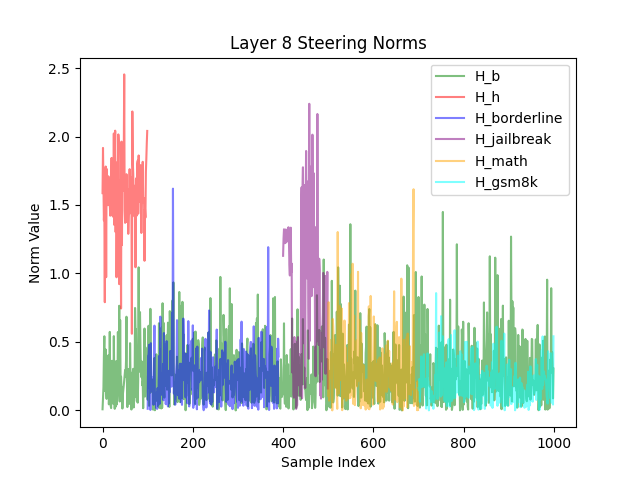 Layer 8 Steering Norms
H_b
H_h
H_borderline
H_jailbreak
H_math
H_gsm8k
2.5
2.0
1.5
1.0
0.5
0.0
Norm Value
0 200 400 600 800 1000
Sample Index